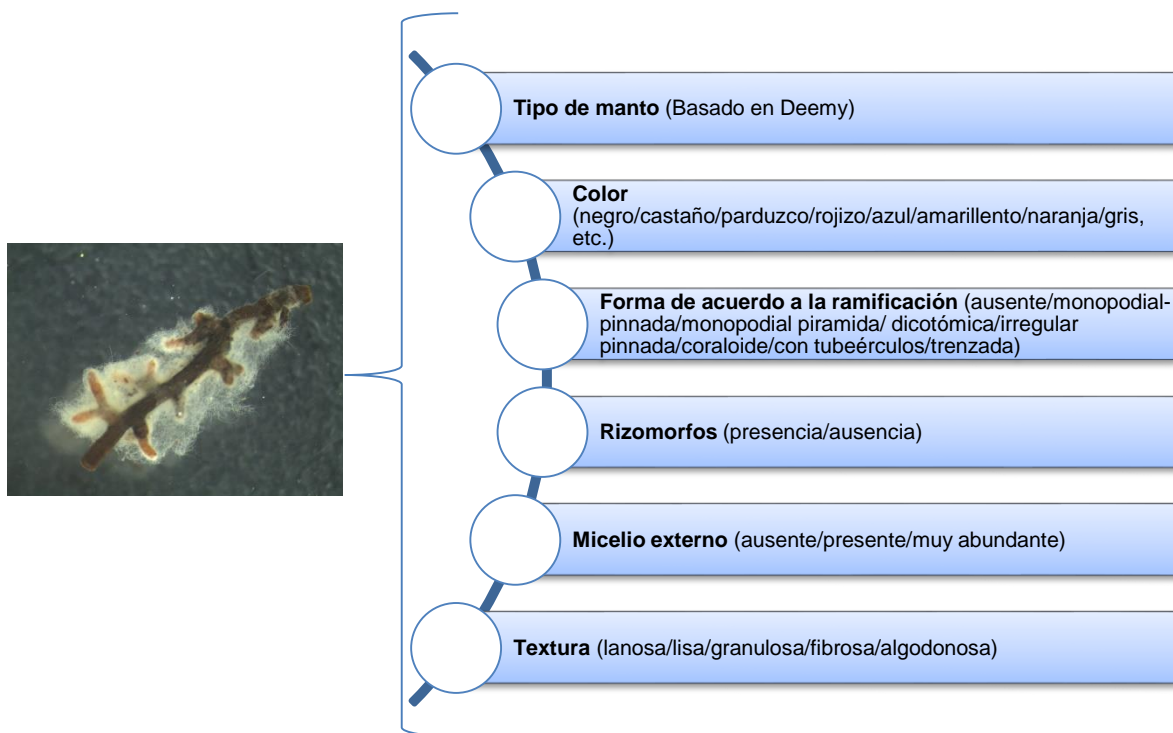 Tipo de manto (Basado en Deemy)
Color
(negro/castaño/parduzco/rojizo/azul/amarillento/naranja/gris,
etc.)
Forma de acuerdo a la ramificación (ausente/monopodial-
pinnada/monopodial piramida/ dicotómica/irregular
pinnada/coraloide/con tubeérculos/trenzada)
Rizomorfos (presencia/ausencia)
Micelio externo (ausente/presente/muy abundante)
Textura (lanosa/lisa/granulosa/fibrosa/algodonosa)